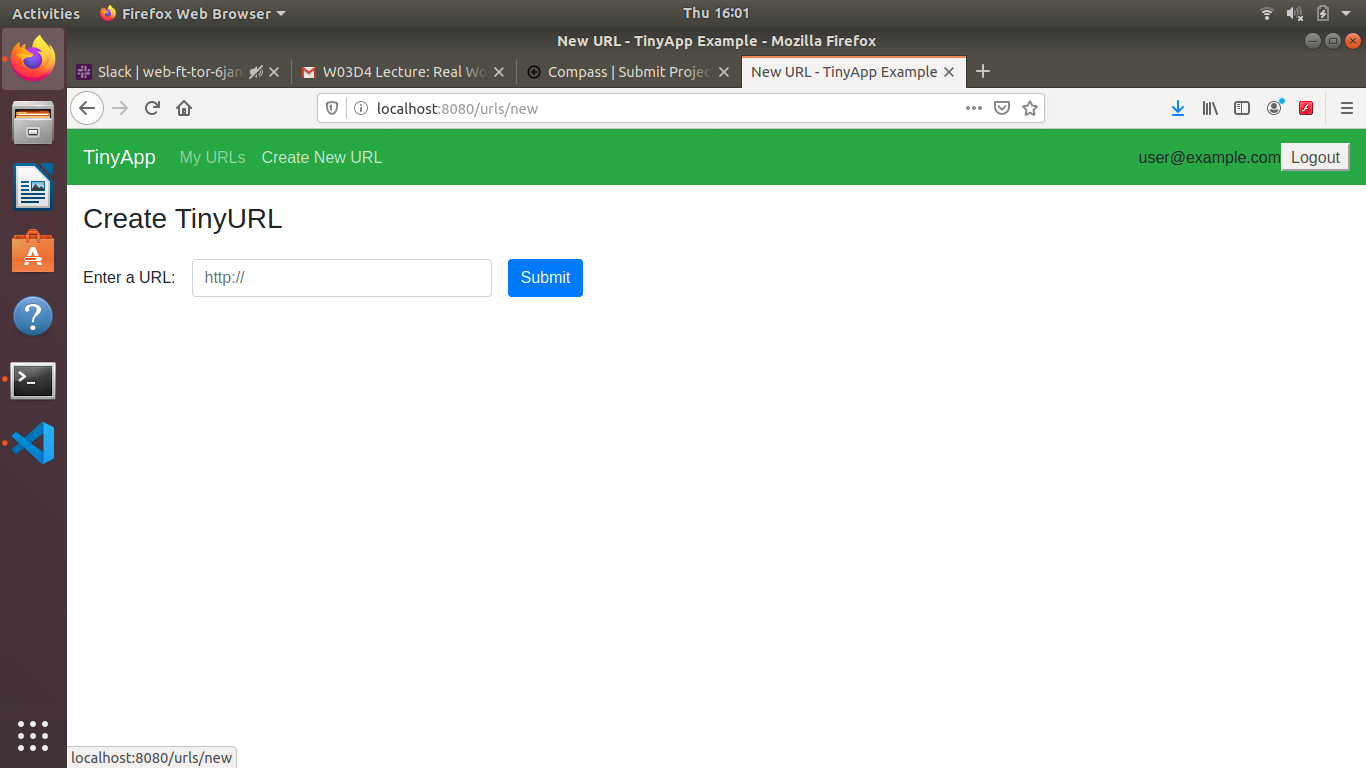 Activities Firefox Web Browser Thu 16:01
New URL - TinyApp Example - Mozilla Firefox
Slack | web-ft-tor-6jan W03D4 Lecture: Real Wo Compass | Submit Projec New URL - TinyApp Example
localhost:8080/urls/new
TinyApp My URLs Create New URL user@example.com Logout
Create TinyURL
Enter a URL: http:// Submit
localhost:8080/urls/new